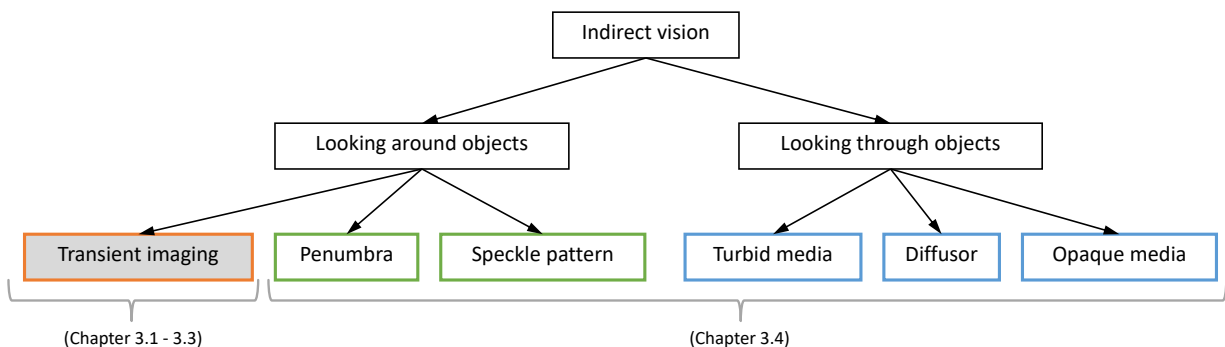 Indirect vision
Looking around objects
Looking through objects
Transient imaging
Penumbra
Speckle pattern
Turbid media
Diffusor
Opaque media
(Chapter 3.1 - 3.3)
(Chapter 3.4)